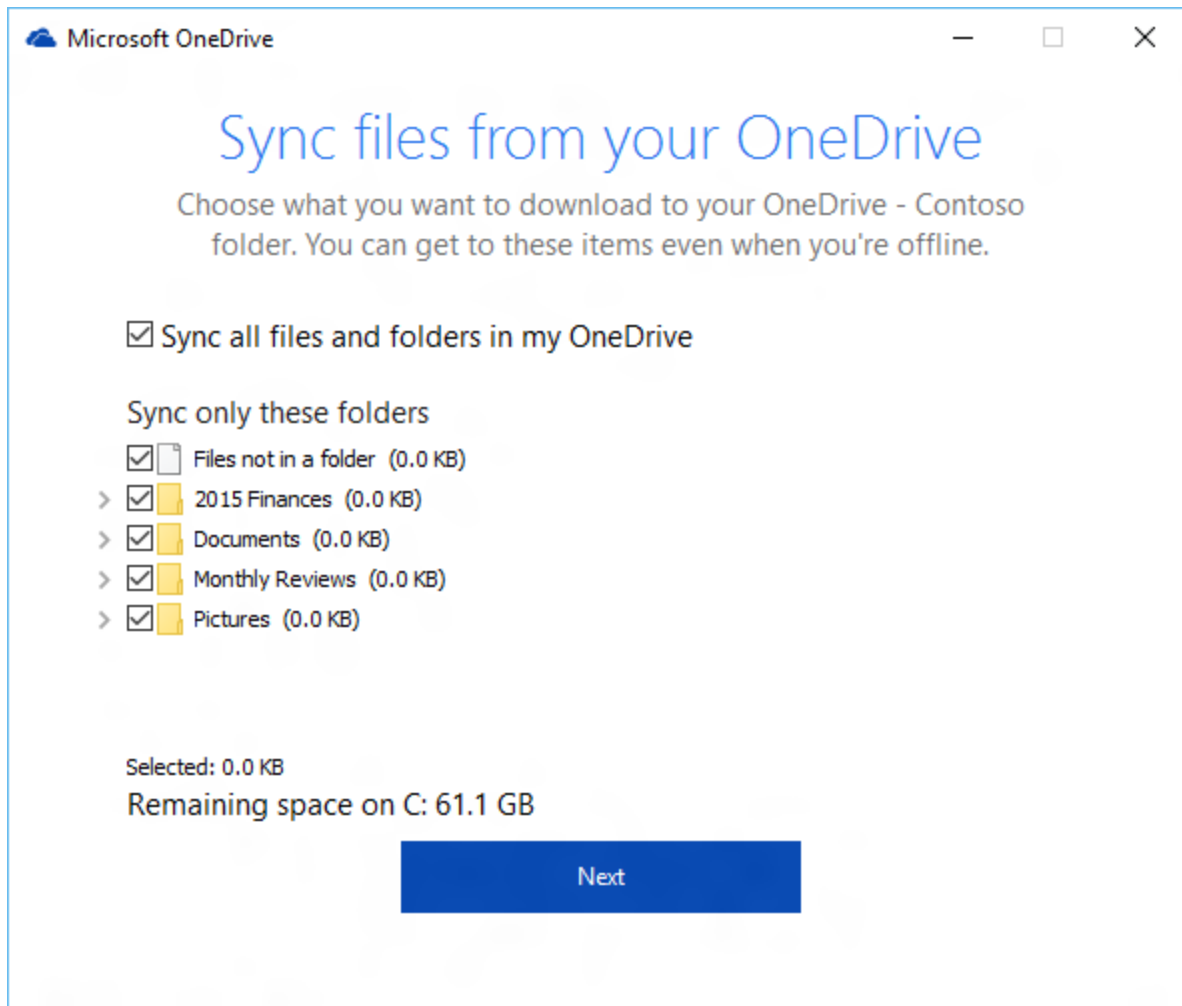 Microsoft OneDrive
Sync files from your OneDrive
Choose what you want to download to your OneDrive - Contoso
folder. You can get to these items even when you're offline.
Sync all files and folders in my OneDrive
Sync only these folders
Files not in a folder (0.0 KB)
2015 Finances (0.0 KB)
Documents (0.0 KB)
Monthly Reviews (0.0 KB)
Pictures (0.0 KB)
Selected: 0.0 KB
Remaining space on C: 61.1 GB
Next